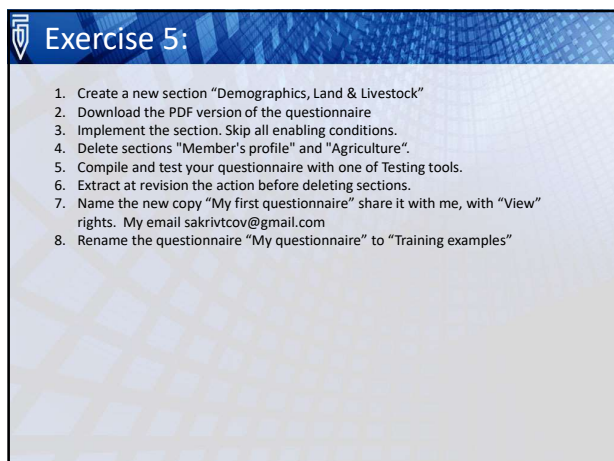 Exercise 5:
1. Create a new section “Demographics, Land & Livestock”
2. Download the PDF version of the questionnaire
3. Implement the section. Skip all enabling conditions.
4. Delete sections "Member's profile" and "Agriculture“.
5. Compile and test your questionnaire with one of Testing tools.
6. Extract at revision the action before deleting sections.
7. Name the new copy “My first questionnaire” share it with me, with “View”
rights. My email sakrivtcov@gmail.com
8. Rename the questionnaire “My questionnaire” to “Training examples”